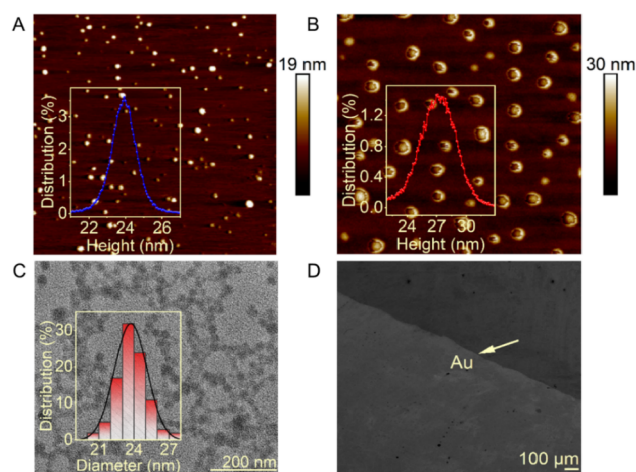 A
B
19 nm
30 nm
Distribution (%)
3
2
1
0
22 24 26
Height (nm)
Distribution (%)
1.2
0.8
0.4
0.0
24 27 30
Height (nm)
C
D
Distribution (%)
30
20
10
0
21 24 27
Diameter (nm)
200 nm
Au
100 µm